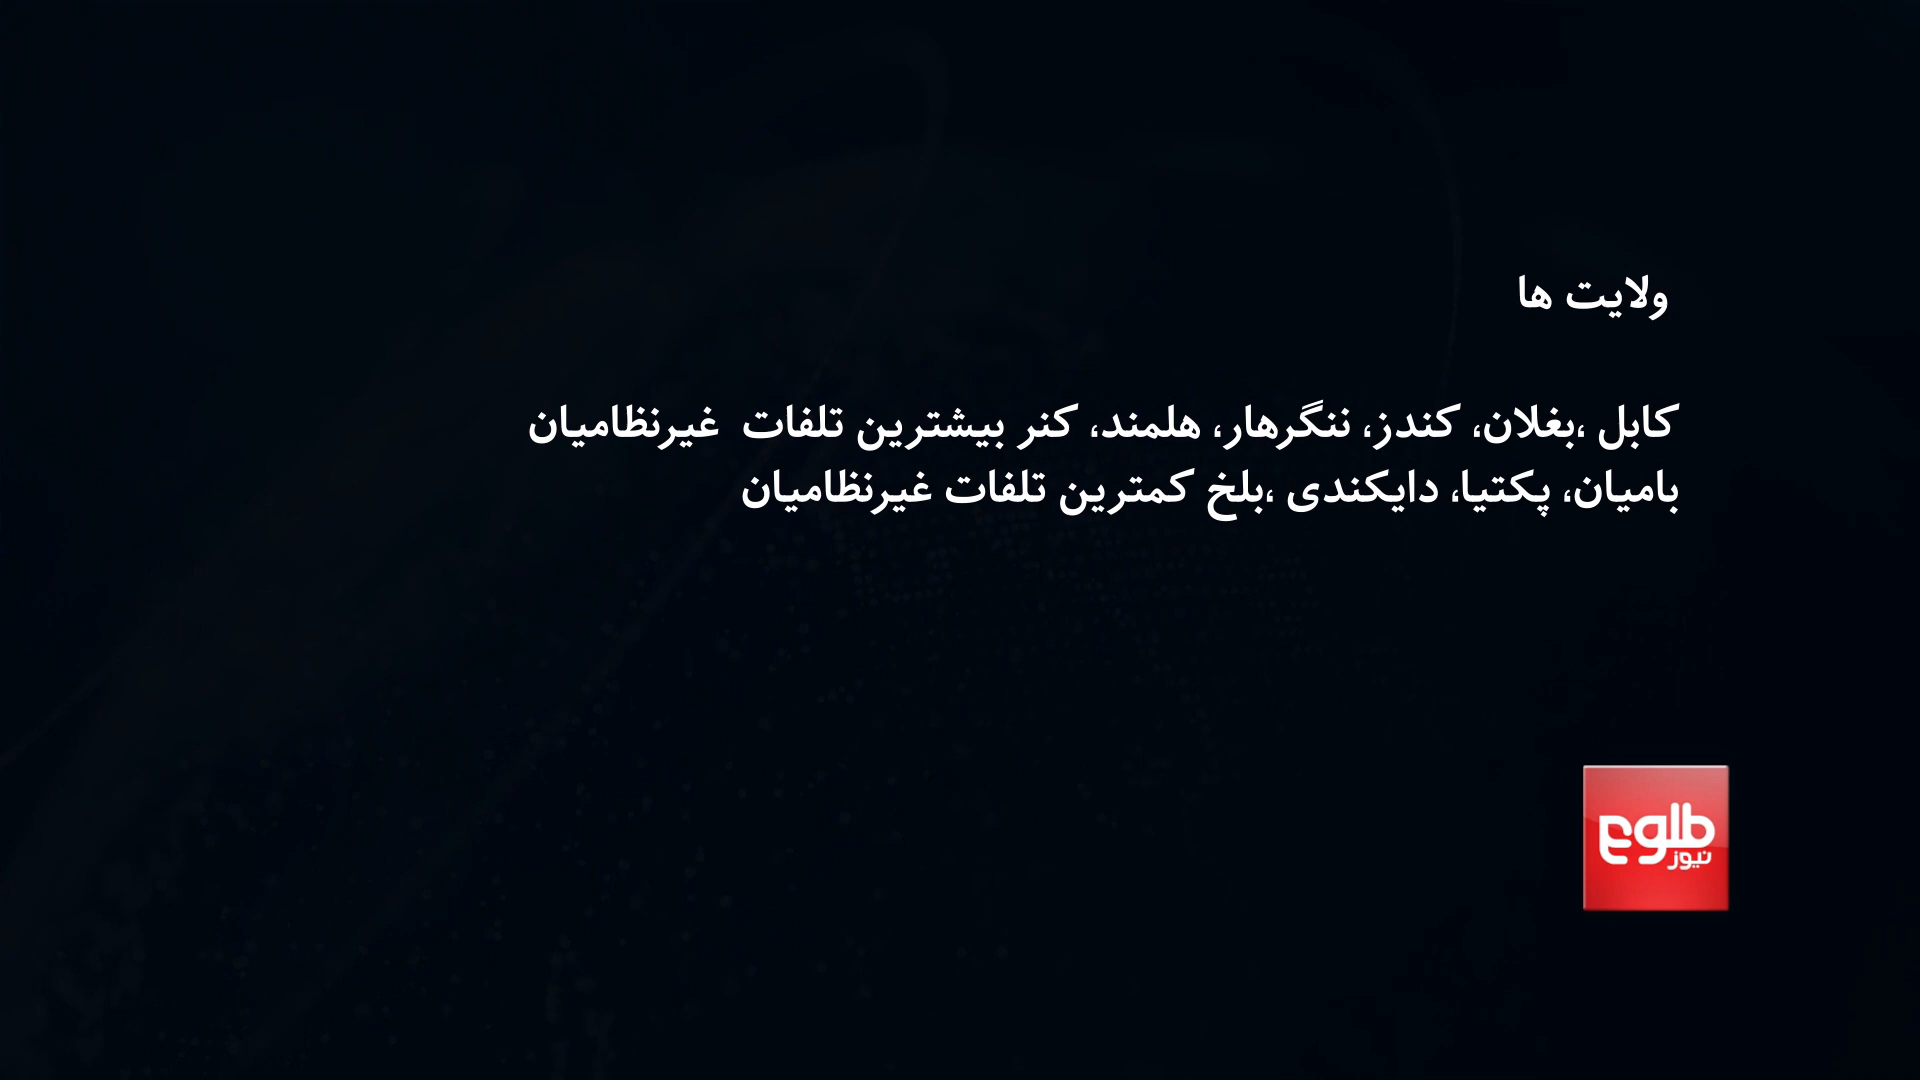 ولایت ها
کابل ،بغلان، کندز، ننگرهار، هلمند، کنر بیشترین تلفات  غیرنظامیان
بامیان، پکتیا، دایکندی ،بلخ کمترین تلفات غیرنظامیان
طلوع
نیوز